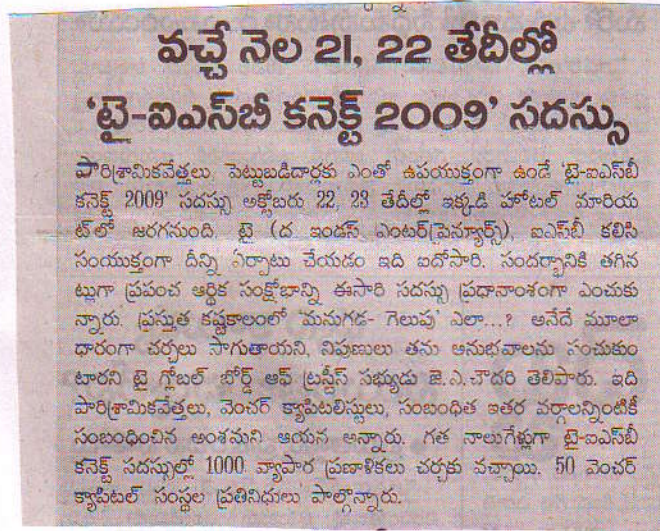 వచ్చే నెల 21, 22 తేదీల్లో
‘టై-ఐఎస్‌బీ కనెక్ట్ 2009’ సదస్సు
పారిశ్రామికవేత్తలు, పెట్టుబడిదార్లకు ఎంతో ఉపయుక్తంగా ఉండే ‘టై-ఐఎస్‌బీ
కనెక్ట్ 2009’ సదస్సు అక్టోబరు 22, 23 తేదీల్లో ఇక్కడి హోటల్ మారియ
ట్‌లో జరగనుంది. టై (ద ఇండస్ ఎంటర్‌ప్రెన్యూర్స్), ఐఎస్‌బీ కలిసి
సంయుక్తంగా దీన్ని ఏర్పాటు చేయడం ఇది ఐదోసారి. సందర్భానికి తగిన
ట్లుగా ప్రపంచ ఆర్థిక సంక్షోభాన్ని ఈసారి సదస్సు ప్రధానాంశంగా ఎంచుకు
న్నారు. ప్రస్తుత కష్టకాలంలో ‘మనుగడ- గెలుపు’ ఎలా...? అనేదే మూలా
ధారంగా చర్చలు సాగుతాయని, నిపుణులు తను అనుభవాలను పంచుకుం
టారని టై గ్లోబల్ బోర్డ్ ఆఫ్ ట్రస్టీస్ సభ్యుడు జె.ఎ.చౌదరి తెలిపారు. ఇది
పారిశ్రామికవేత్తలు, వెంచర్ క్యాపిటలిస్టులు, సంబంధిత ఇతర వర్గాలన్నింటికీ
సంబంధించిన అంశమని ఆయన అన్నారు. గత నాలుగేళ్లుగా టై-ఐఎస్‌బీ
కనెక్ట్ సదస్సుల్లో 1000 వ్యాపార ప్రణాళికలు చర్చకు వచ్చాయి. 50 వెంచర్
క్యాపిటల్ సంస్థల ప్రతినిధులు పాల్గొన్నారు.